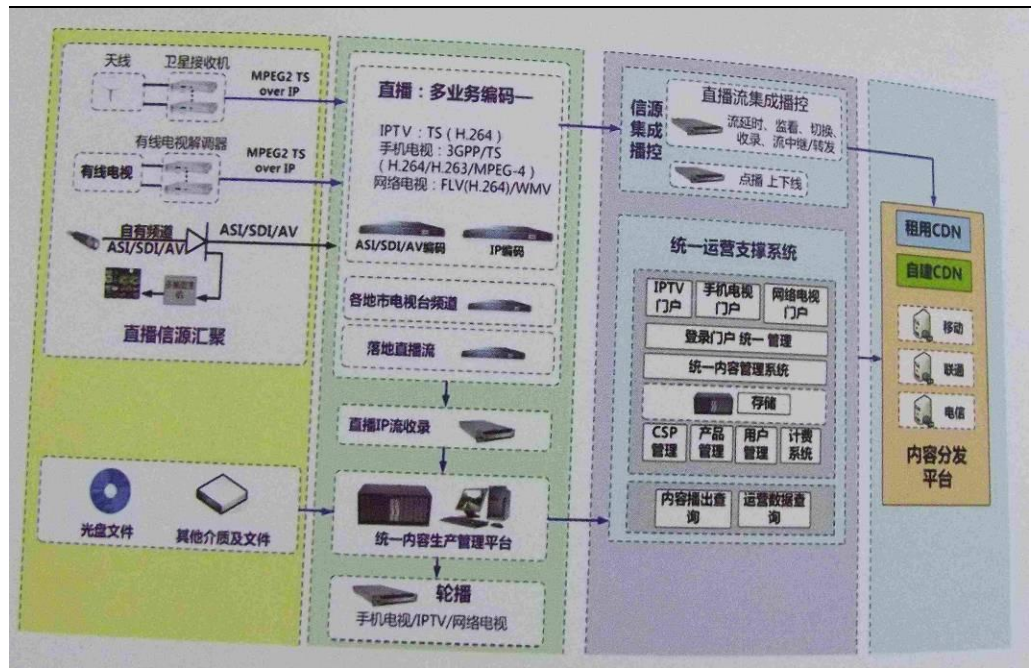 天线
卫星接收机
MPEG2 TS
over IP
有线电视解调器
有线电视
MPEG2 TS
over IP
自有频道
ASI/SDI/AV
ASI/SDI/AV
直播信源汇聚
光盘文件
其他介质及文件
直播：多业务编码—
IPTV：TS（H.264）
手机电视：3GPP/TS
（H.264/H.263/MPEG-4）
网络电视：FLV(H.264)/WMV
ASI/SDI/AV编码
IP编码
各地市电视台频道
落地直播流
直播IP流收录
统一内容生产管理平台
轮播
手机电视/IPTV/网络电视
信源
集成
播控
直播流集成播控
流延时、监看、切换、
收录、流中继/转发
点播 上下线
统一运营支撑系统
IPTV
门户
手机电视
门户
网络电视
门户
登录门户 统一 管理
统一内容管理系统
存储
CSP
管理
产品
管理
用户
管理
计费
系统
内容播出查
询
运营数据查
询
租用CDN
自建CDN
移动
联通
电信
内容分发
平台